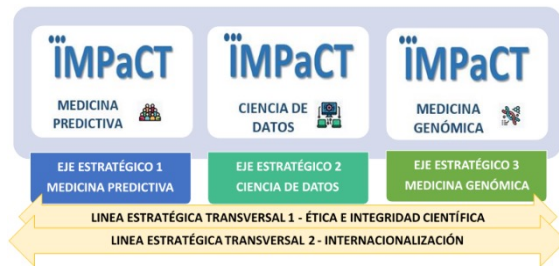 IMPaCT
MEDICINA
PREDICTIVA
IMPaCT
CIENCIA DE
DATOS
IMPaCT
MEDICINA
GENÓMICA
EJE ESTRATÉGICO 1
MEDICINA PREDICTIVA
EJE ESTRATÉGICO 2
CIENCIA DE DATOS
EJE ESTRATÉGICO 3
MEDICINA GENÓMICA
LINEA ESTRATÉGICA TRANSVERSAL 1 - ÉTICA E INTEGRIDAD CIENTÍFICA
LINEA ESTRATÉGICA TRANSVERSAL 2 - INTERNACIONALIZACIÓN